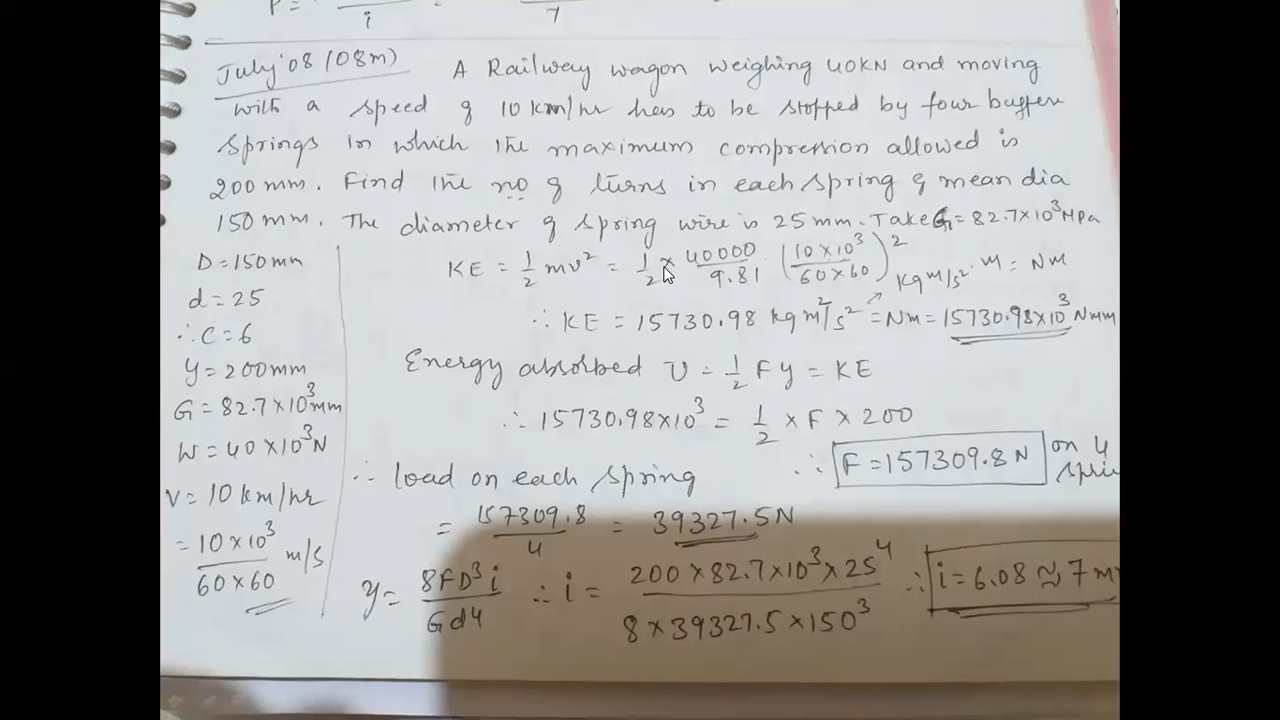 P =
i
7
July'08 (08m) A Railway wagon weighing 40KN and moving
with a speed of 10 km/hr has to be stopped by four buffer
springs in which the maximum compression allowed is
200 mm. Find the no of turns in each spring of mean dia
150 mm. The diameter of spring wire is 25 mm. Take G = 82.7×10³ MPa
D = 150 mm
d = 25
∴ C = 6
y = 200 mm
G = 82.7×10³ mm
W = 40×10³ N
V = 10 km/hr
= 10×10³ / 60×60 m/s
KE = 1/2 mv² = 1/2 × 40000/9.81 (10×10³/60×60)² kg m/s² · m = Nm
∴ KE = 15730.98 kg m²/s² = Nm = 15730.98×10³ Nmm
Energy absorbed U = 1/2 F y = KE
∴ 15730.98×10³ = 1/2 × F × 200
∴ F = 157309.8 N on 4
∴ load on each spring
= 157309.8 / 4 = 39327.5 N
y = 8FD³i / Gd⁴ ∴ i = 200×82.7×10³×25⁴ / 8×39327.5×150³ ∴ i = 6.08 ≈ 7